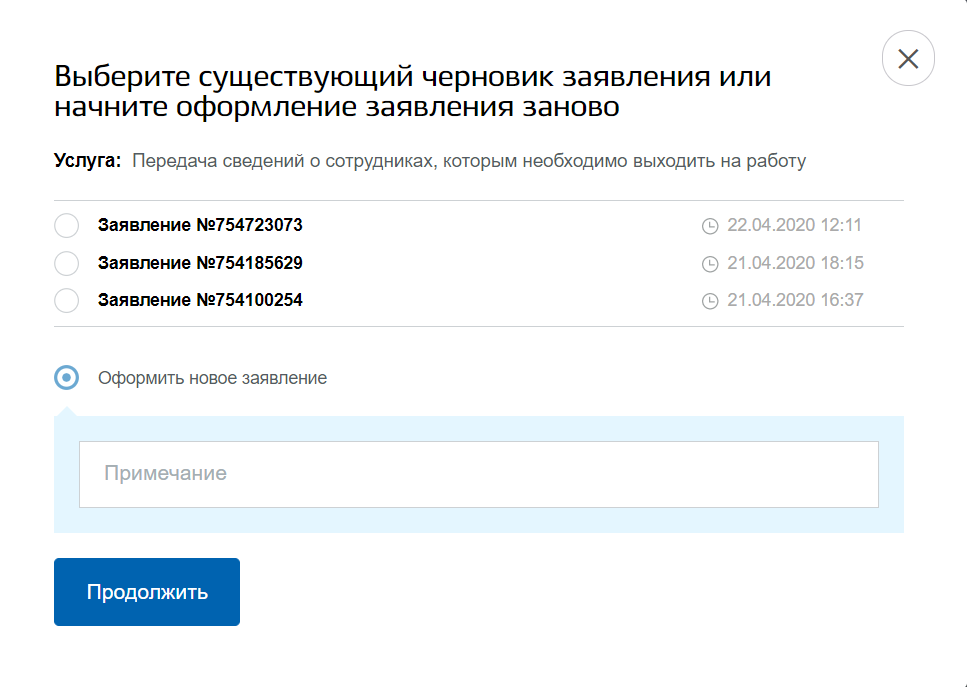 Выберите существующий черновик заявления или
начните оформление заявления заново
Услуга: Передача сведений о сотрудниках, которым необходимо выходить на работу
Заявление №754723073 22.04.2020 12:11
Заявление №754185629 21.04.2020 18:15
Заявление №754100254 21.04.2020 16:37
Оформить новое заявление
Примечание
Продолжить